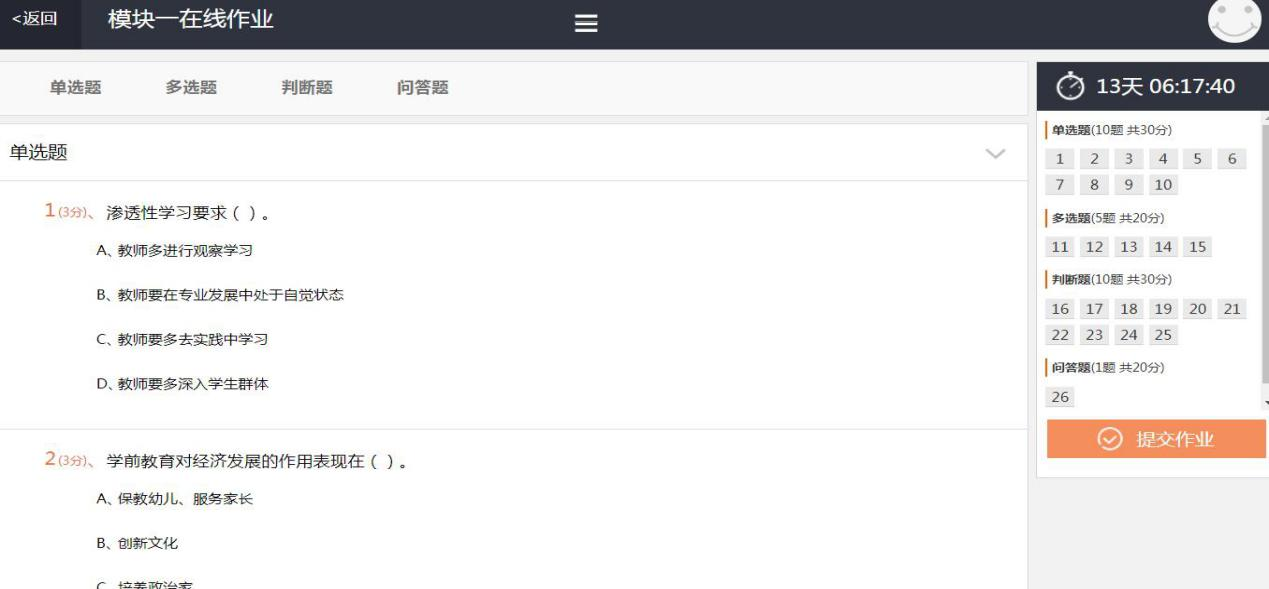 <返回
模块一在线作业
单选题 多选题 判断题 问答题
单选题
1(3分)、渗透性学习要求（ ）。
A、教师多进行观察学习
B、教师要在专业发展中处于自觉状态
C、教师要多去实践中学习
D、教师要多深入学生群体
2(3分)、学前教育对经济发展的作用表现在（ ）。
A、保教幼儿、服务家长
B、创新文化
C、培养政治家
13天 06:17:40
单选题(10题 共30分)
1 2 3 4 5 6
7 8 9 10
多选题(5题 共20分)
11 12 13 14 15
判断题(10题 共30分)
16 17 18 19 20 21
22 23 24 25
问答题(1题 共20分)
26
提交作业